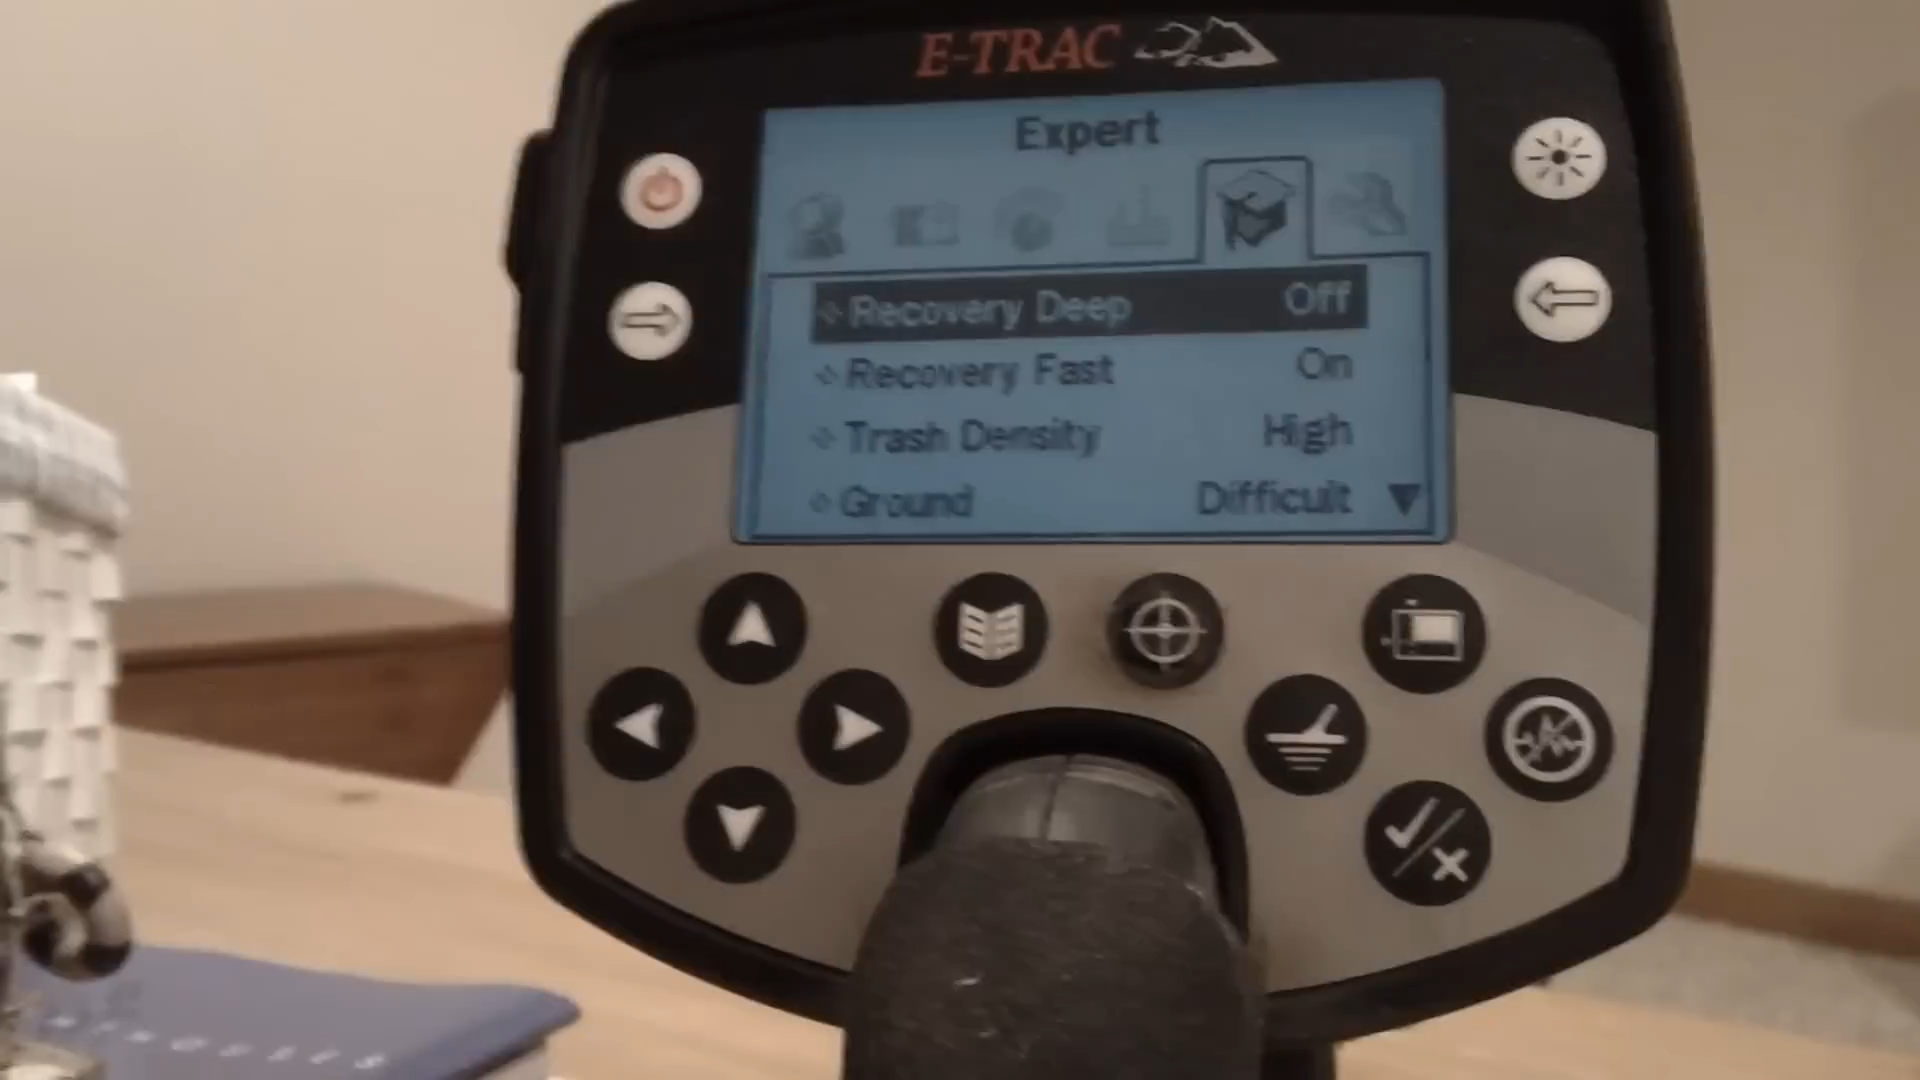 E-TRAC
Expert
Recovery Deep Off
Recovery Fast On
Trash Density High
Ground Difficult